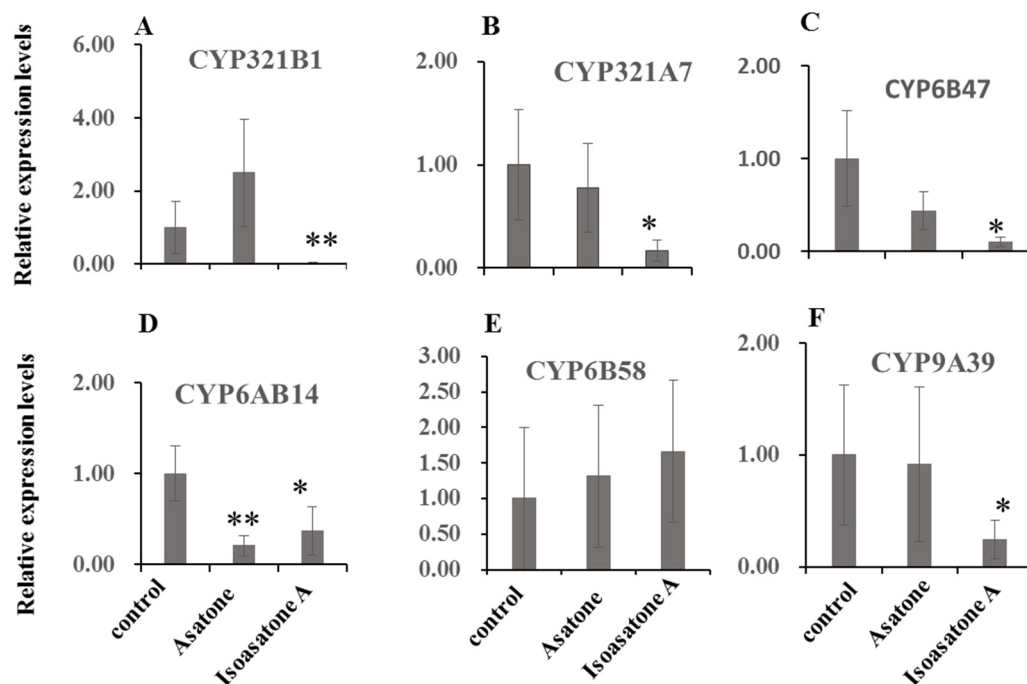 A
CYP321B1
Relative expression levels
6.00
4.00
2.00
0.00
**
B
CYP321A7
2.00
1.00
0.00
*
C
CYP6B47
2.00
1.00
0.00
*
D
CYP6AB14
Relative expression levels
2.00
1.00
0.00
**
*
control
Asatone
Isoasatone A
E
CYP6B58
3.00
2.50
2.00
1.50
1.00
0.50
0.00
control
Asatone
Isoasatone A
F
CYP9A39
2.00
1.00
0.00
*
control
Asatone
Isoasatone A